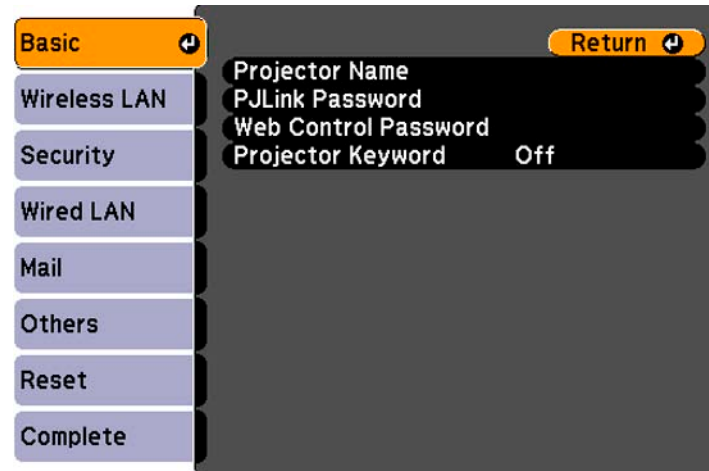 Basic
Wireless LAN
Security
Wired LAN
Mail
Others
Reset
Complete
Return
Projector Name
PJLink Password
Web Control Password
Projector Keyword Off